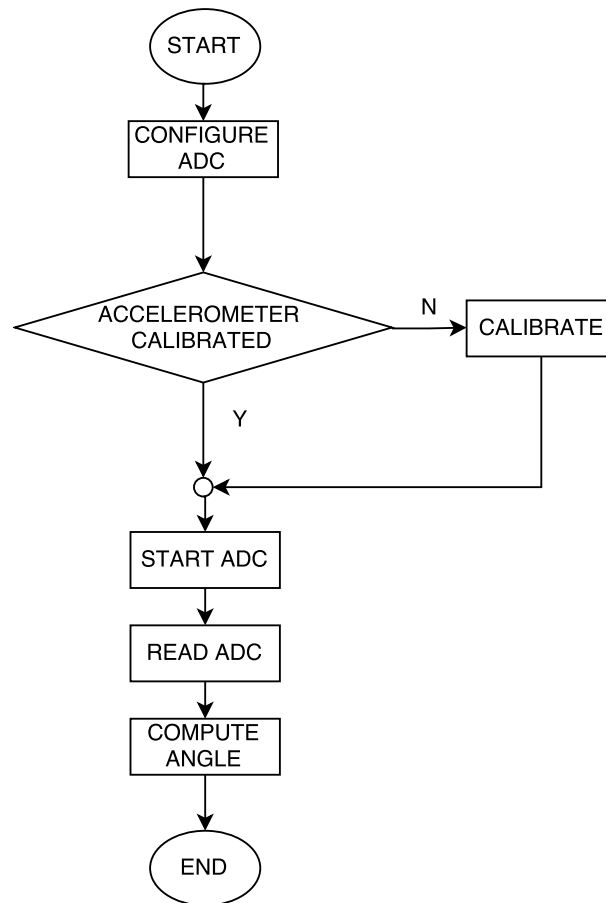 START
CONFIGURE
ADC
ACCELEROMETER
CALIBRATED
N
CALIBRATE
Y
START ADC
READ ADC
COMPUTE
ANGLE
END